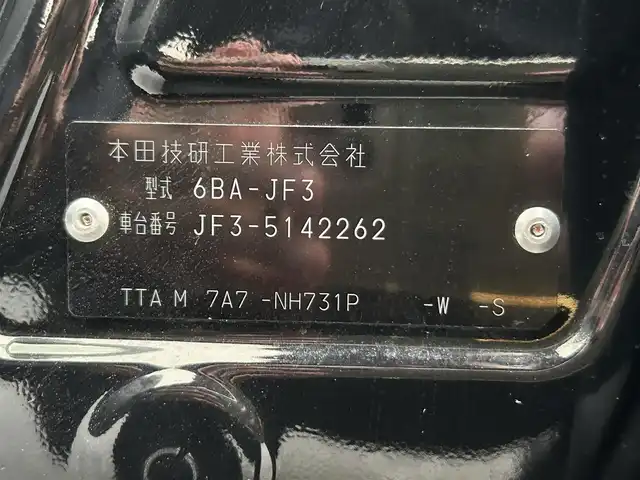 本田技研工業株式会社
型式 6BA-JF3
車台番号 JF3-5142262
TTA M 7A7 -NH731P -W -S